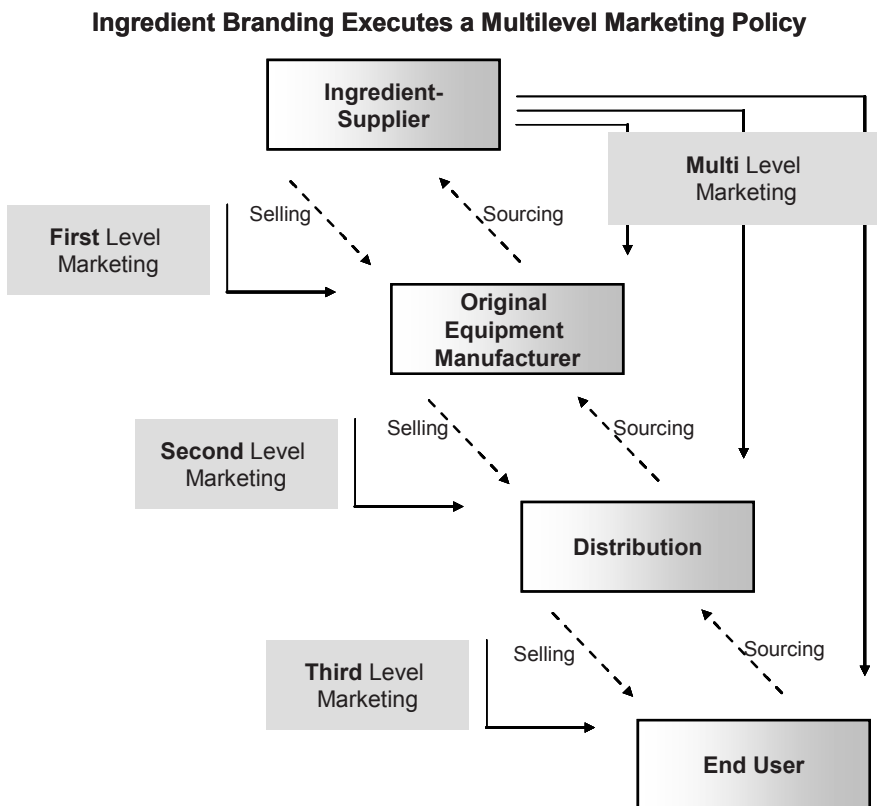 Ingredient Branding Executes a Multilevel Marketing Policy
Ingredient-
Supplier
Multi Level
Marketing
Selling
Sourcing
First Level
Marketing
Original
Equipment
Manufacturer
Selling
Sourcing
Second Level
Marketing
Distribution
Selling
Sourcing
Third Level
Marketing
End User